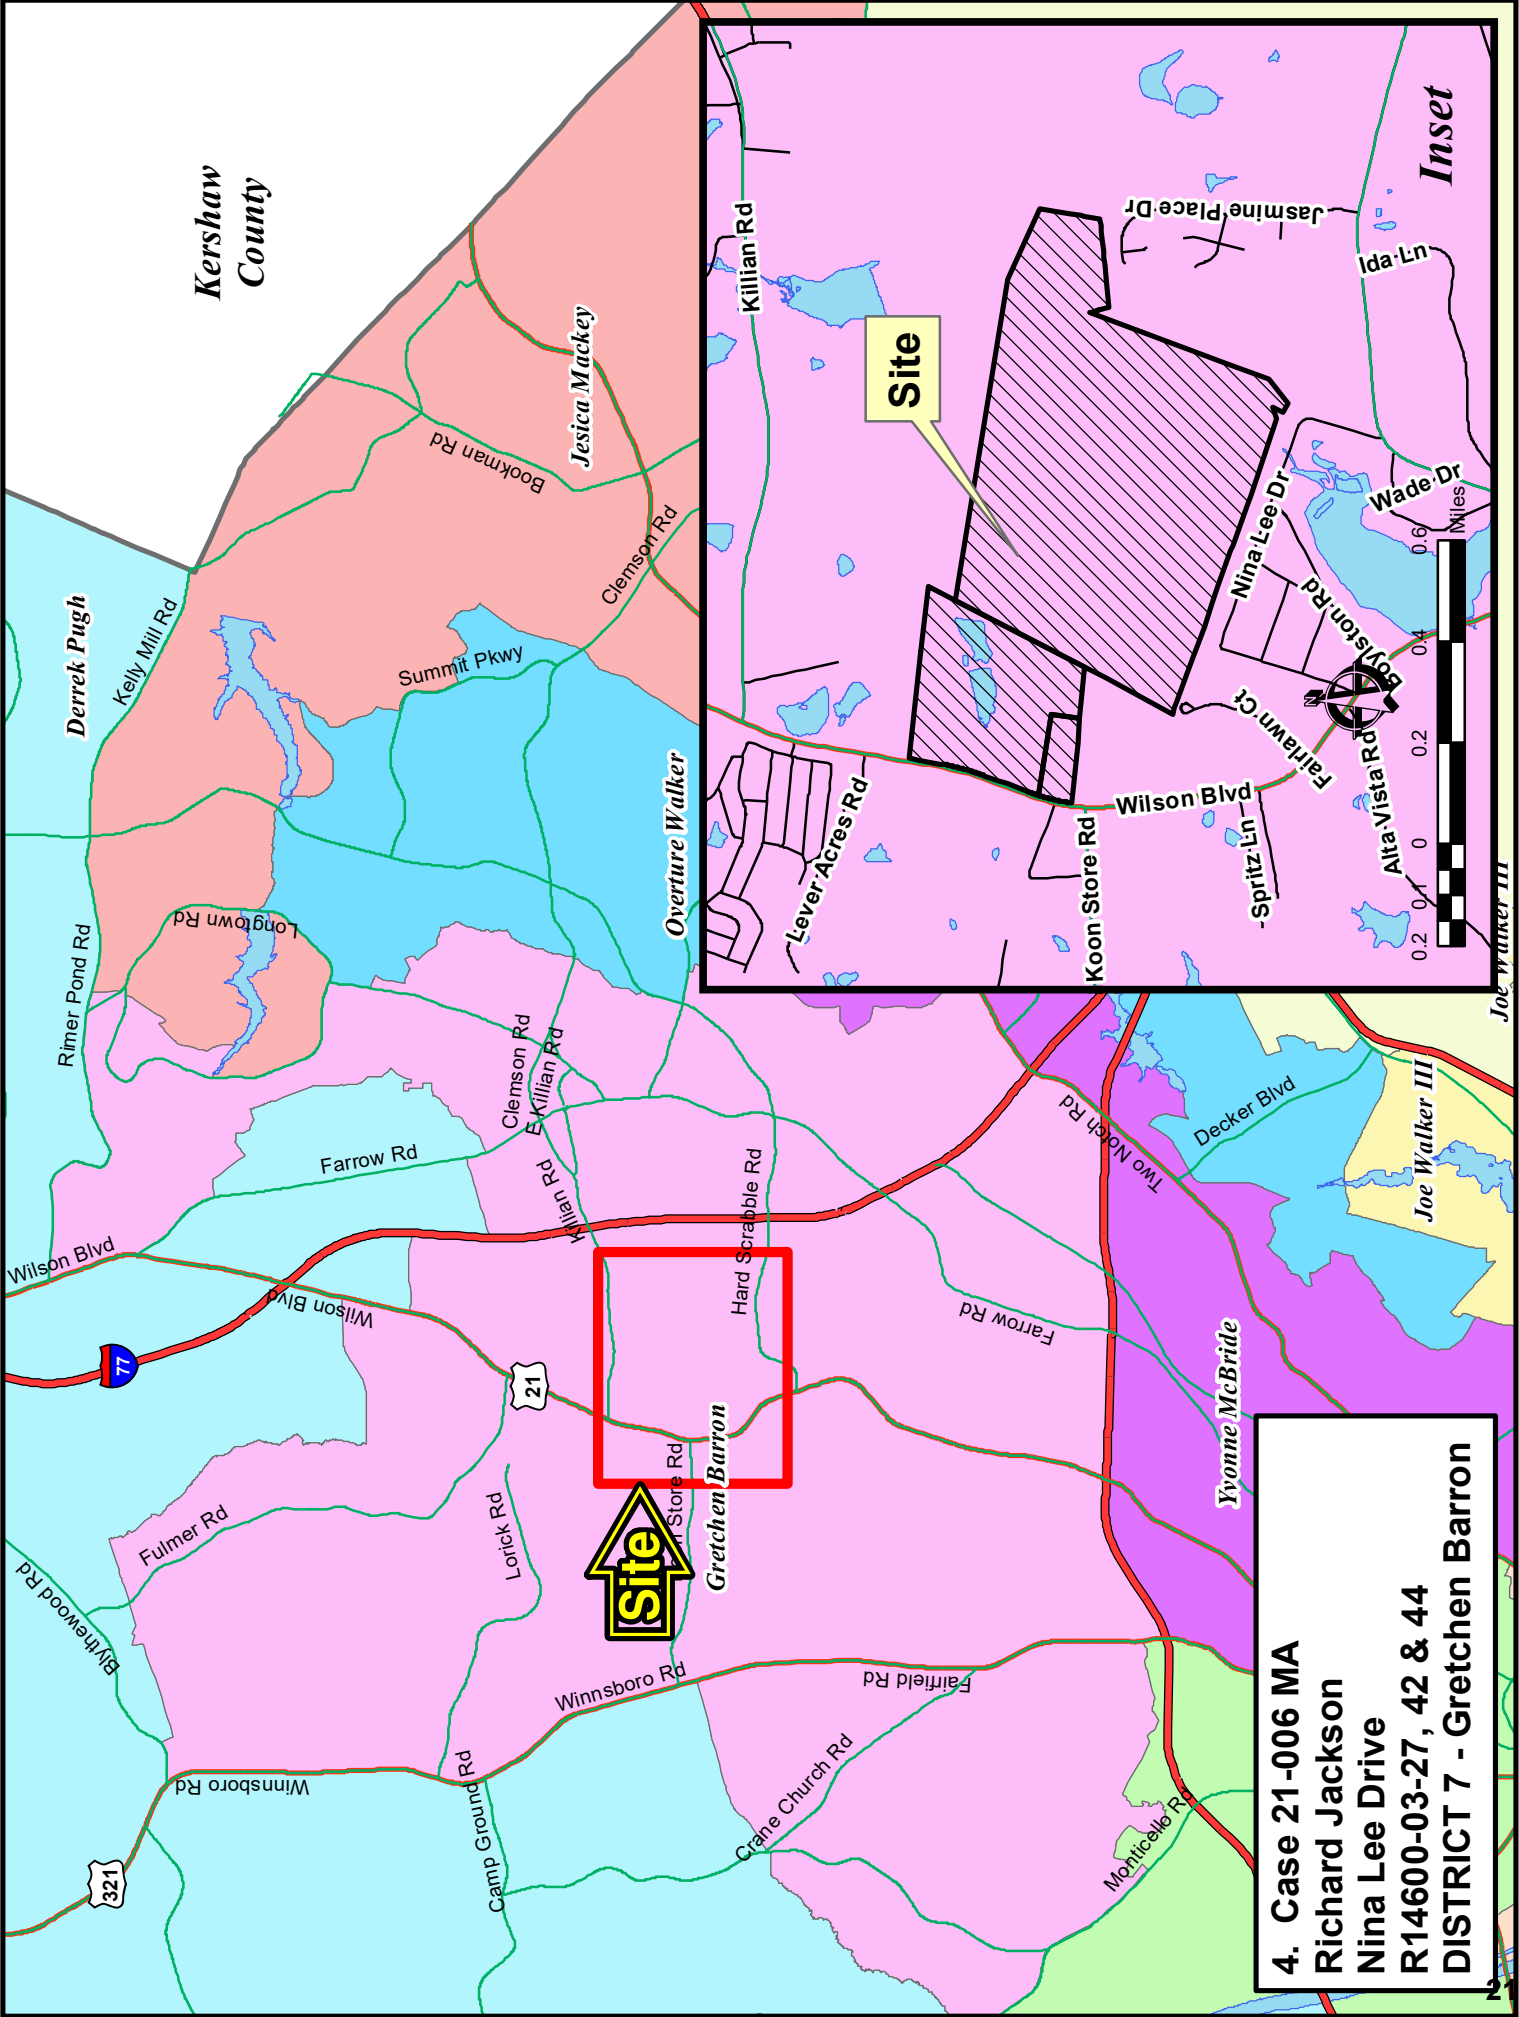 Kershaw
County
Derrek Pugh
Kelly Mill Rd
Jesica Mackey
Bookman Rd
Clemson Rd
Summit Pkwy
Overture Walker
Rimer Pond Rd
Longtown Rd
Clemson Rd
E Killian Rd
Killian Rd
Farrow Rd
Hard Scrabble Rd
Wilson Blvd
Wilson Blvd
77
21
Farrow Rd
Two Notch Rd
Decker Blvd
Joe Walker III
Joe Walker III
Yvonne McBride
Fulmer Rd
Blythewood Rd
Lorick Rd
Site
Store Rd
Gretchen Barron
Winnsboro Rd
Winnsboro Rd
Fairfield Rd
321
Camp Ground Rd
Crane Church Rd
Monticello Rd
Inset
Killian Rd
Site
Jasmine Place Dr
Ida Ln
Nina Lee Dr
Wade Dr
Boylston Rd
Fairlawn Ct
N
Wilson Blvd
Alta Vista Rd
Spritz Ln
Koon Store Rd
Lever Acres Rd
0.2 0.1 0 0.2 0.4 0.6
Miles
4. Case 21-006 MA
Richard Jackson
Nina Lee Drive
R14600-03-27, 42 & 44
DISTRICT 7 - Gretchen Barron